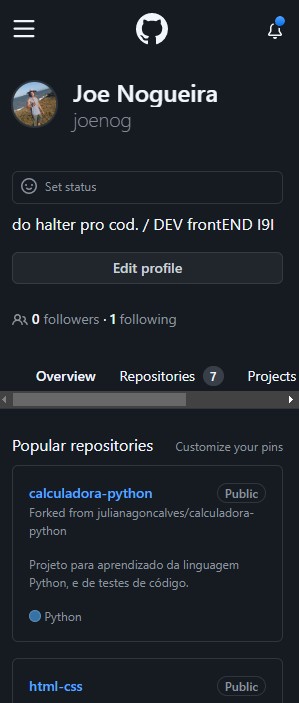 Joe Nogueira
joenog
Set status
do halter pro cod. / DEV frontEND I9I
Edit profile
0 followers · 1 following
Overview Repositories 7 Projects
Popular repositories Customize your pins
calculadora-python Public
Forked from julianagoncalves/calculadora-
python
Projeto para aprendizado da linguagem
Python, e de testes de código.
Python
html-css Public